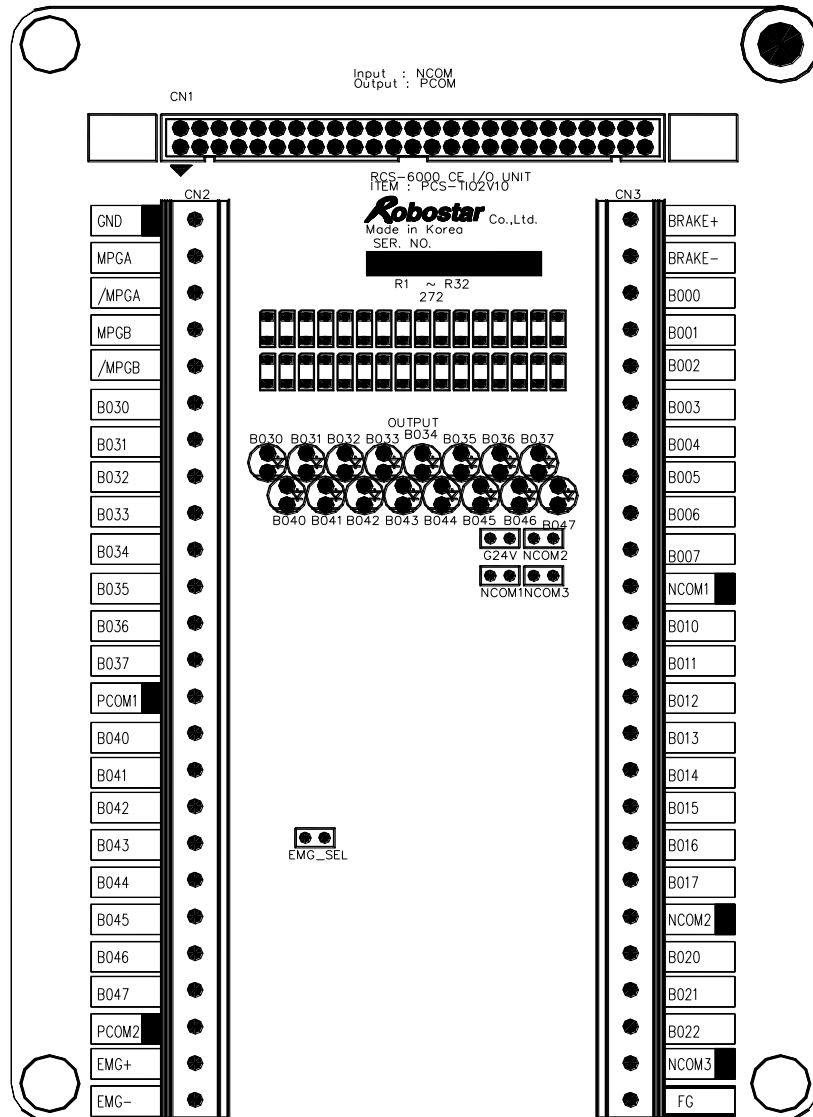 Input : NCOM
Output : PCOM
CN1
RCS-6000 CE I/O UNIT
ITEM : PCS-TIO2V10
CN2
CN3
Robostar Co.,Ltd.
Made in Korea
SER. NO.
R1 ~ R32
272
GND
MPGA
/MPGA
MPGB
/MPGB
B030
B031
B032
B033
B034
B035
B036
B037
PCOM1
B040
B041
B042
B043
B044
B045
B046
B047
PCOM2
EMG+
EMG-
OUTPUT
B030 B031 B032 B033 B034 B035 B036 B037
B040 B041 B042 B043 B044 B045 B046 B047
G24V NCOM2
NCOM1 NCOM3
EMG_SEL
BRAKE+
BRAKE-
B000
B001
B002
B003
B004
B005
B006
B007
NCOM1
B010
B011
B012
B013
B014
B015
B016
B017
NCOM2
B020
B021
B022
NCOM3
FG